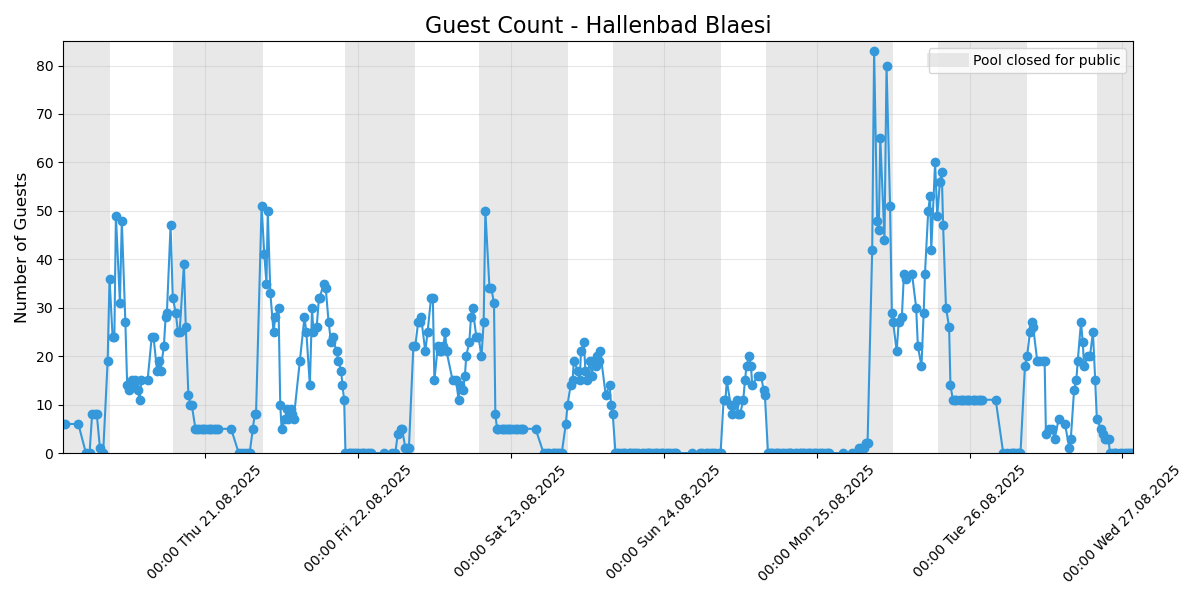 Guest Count - Hallenbad Blaesi
Pool closed for public
Number of Guests
80
70
60
50
40
30
20
10
0
00:00 Thu 21.08.2025
00:00 Fri 22.08.2025
00:00 Sat 23.08.2025
00:00 Sun 24.08.2025
00:00 Mon 25.08.2025
00:00 Tue 26.08.2025
00:00 Wed 27.08.2025